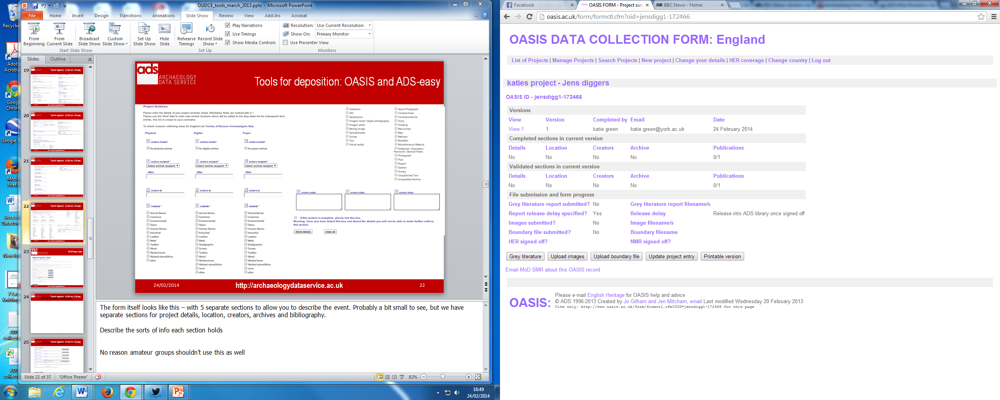 OUDCE_tools_march_2013.pptx - Microsoft PowerPoint
File Home Insert Design Transitions Animations Slide Show Review View Add-Ins Acrobat
From Beginning
From Current Slide
Broadcast Slide Show
Custom Slide Show
Set Up Slide Show
Hide Slide
Rehearse Timings
Record Slide Show
Play Narrations
Use Timings
Show Media Controls
Resolution: Use Current Resolution
Show On: Primary Monitor
Use Presenter View
Start Slide Show
Set Up
Monitors
Slides Outline
19
20
21
22
23
24
25
ads
ARCHAEOLOGY
DATA SERVICE
Tools for deposition: OASIS and ADS-easy
Project Archives
Please enter the details of your project archives below. Mandatory fields are marked with a *.
Please use the 'other' field to enter new archive locations which will be added to the drop down list for subsequent form
entries, this list is unique to your username.
To check museum collecting areas for England see Society of Museum Archaeologists Map
Physical Digital Paper
Archive Exists? Archive Exists? Archive Exists?
No physical archive No digital archive No paper archive
Archive recipient * Archive recipient * Archive recipient *
Select archive recipient Select archive recipient Select archive recipient
Other: Other: Other:
Archive ID Archive ID Archive ID
Contents * Contents * Contents *
Animal Bones Animal Bones Animal Bones
Ceramics Ceramics Ceramics
Environmental Environmental Environmental
Glass Glass Glass
Human Bones Human Bones Human Bones
Industrial Industrial Industrial
Leather Leather Leather
Metal Metal Metal
Textiles Stratigraphic Stratigraphic
Wood Survey Survey
Worked bone Textiles Textiles
Worked stone/lithics Wood Wood
other Worked bone Worked bone
Worked stone/lithics Worked stone/lithics
none none
other other
Database Aerial Photograph
GIS Context sheet
Geophysics Correspondence
Images raster / digital photography Diary
Images vector Drawing
Moving image Manuscript
Spreadsheets Map
Survey Matrices
Text Microfilm
Virtual reality Miscellaneous Material
Notebook - Excavation,
Research, General Notes
Photograph
Plan
Report
Section
Survey
Unpublished Text
Unspecified Archive
Archive notes Archive notes Archive notes
If this section is complete, please tick this box.
Warning: Once you have ticked this box and stored the details you will not be able to make further edits to
this section
Store details clear all
24/02/2014 http://archaeologydataservice.ac.uk 22
The form itself looks like this – with 5 separate sections to allow you to describe the event. Probably a bit small to see, but we have
separate sections for project details, location, creators, archives and bibliography.
Describe the sorts of info each section holds
No reason amateur groups shouldn't use this as well
Slide 22 of 37 "Office Theme" 82%
16:49
24/02/2014
Facebook OASIS FORM - Project sun BBC News - Home
oasis.ac.uk/form/formctl.cfm?oid=jensdigg1-172466
OASIS DATA COLLECTION FORM: England
List of Projects | Manage Projects | Search Projects | New project | Change your details | HER coverage | Change country | Log out
katies project - Jens diggers
OASIS ID - jensdigg1-172466
Versions
View Version Completed by Email Date
View 1 1 katie green katie.green@york.ac.uk 24 February 2014
Completed sections in current version
Details Location Creators Archive Publications
No No No No 0/1
Validated sections in current version
Details Location Creators Archive Publications
No No No No 0/1
File submission and form progress
Grey literature report submitted? No Grey literature report filename/s
Report release delay specified? Yes Release delay Release into ADS library once signed off
Images submitted? No Image filename/s
Boundary file submitted? No Boundary filename
HER signed off? NMR signed off?
Grey literature Upload images Upload boundary file Update project entry Printable version
Email MoD SMR about this OASIS record
OASIS:
Please e-mail English Heritage for OASIS help and advice
© ADS 1996-2013 Created by Jo Gilham and Jen Mitcham, email Last modified Wednesday 20 February 2013
Cite only: http://www.oasis.ac.uk/form/formctl.cfm?OID=jensdigg1-172466 for this page